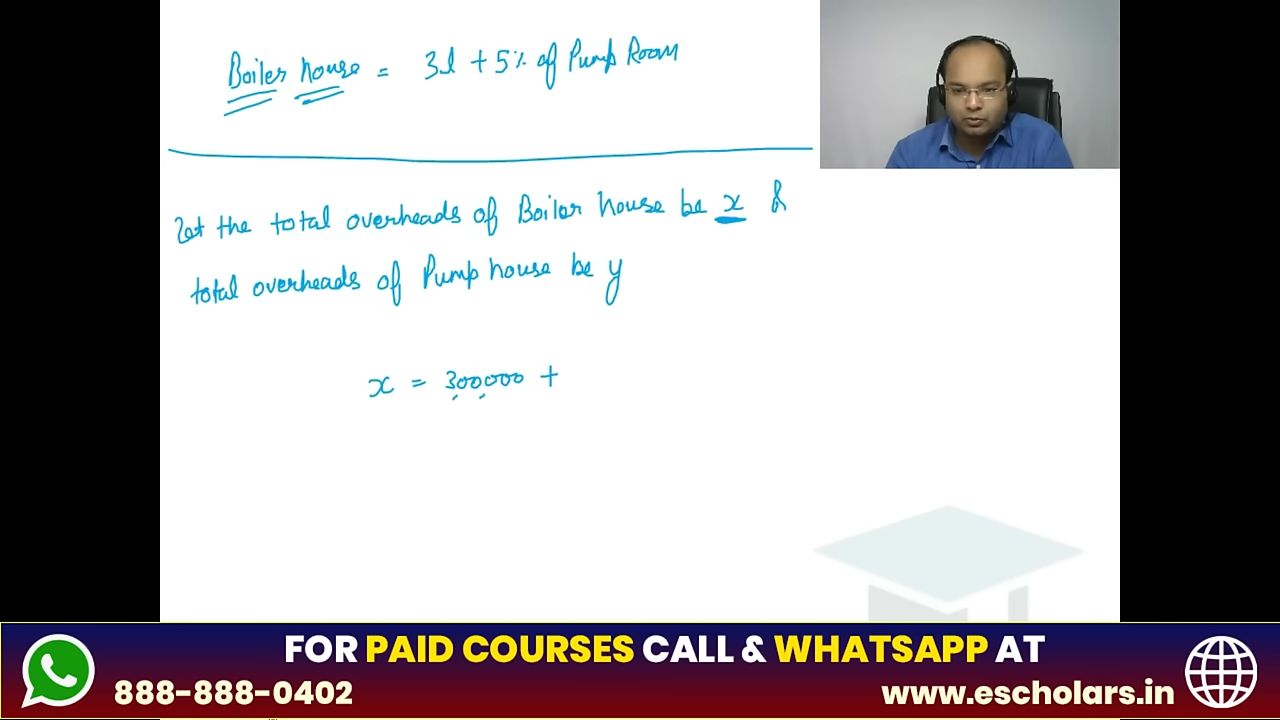 Boiler house = 3l + 5% of Pump Room
Let the total overheads of Boiler house be x &
total overheads of Pump house be y
x = 300000 +
FOR PAID COURSES CALL & WHATSAPP AT
888-888-0402
www.escholars.in